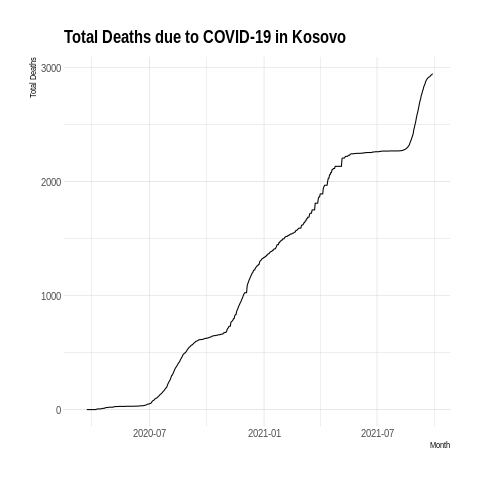 Total Deaths due to COVID-19 in Kosovo
Total Deaths
3000
2000
1000
0
2020-07 2021-01 2021-07
Month